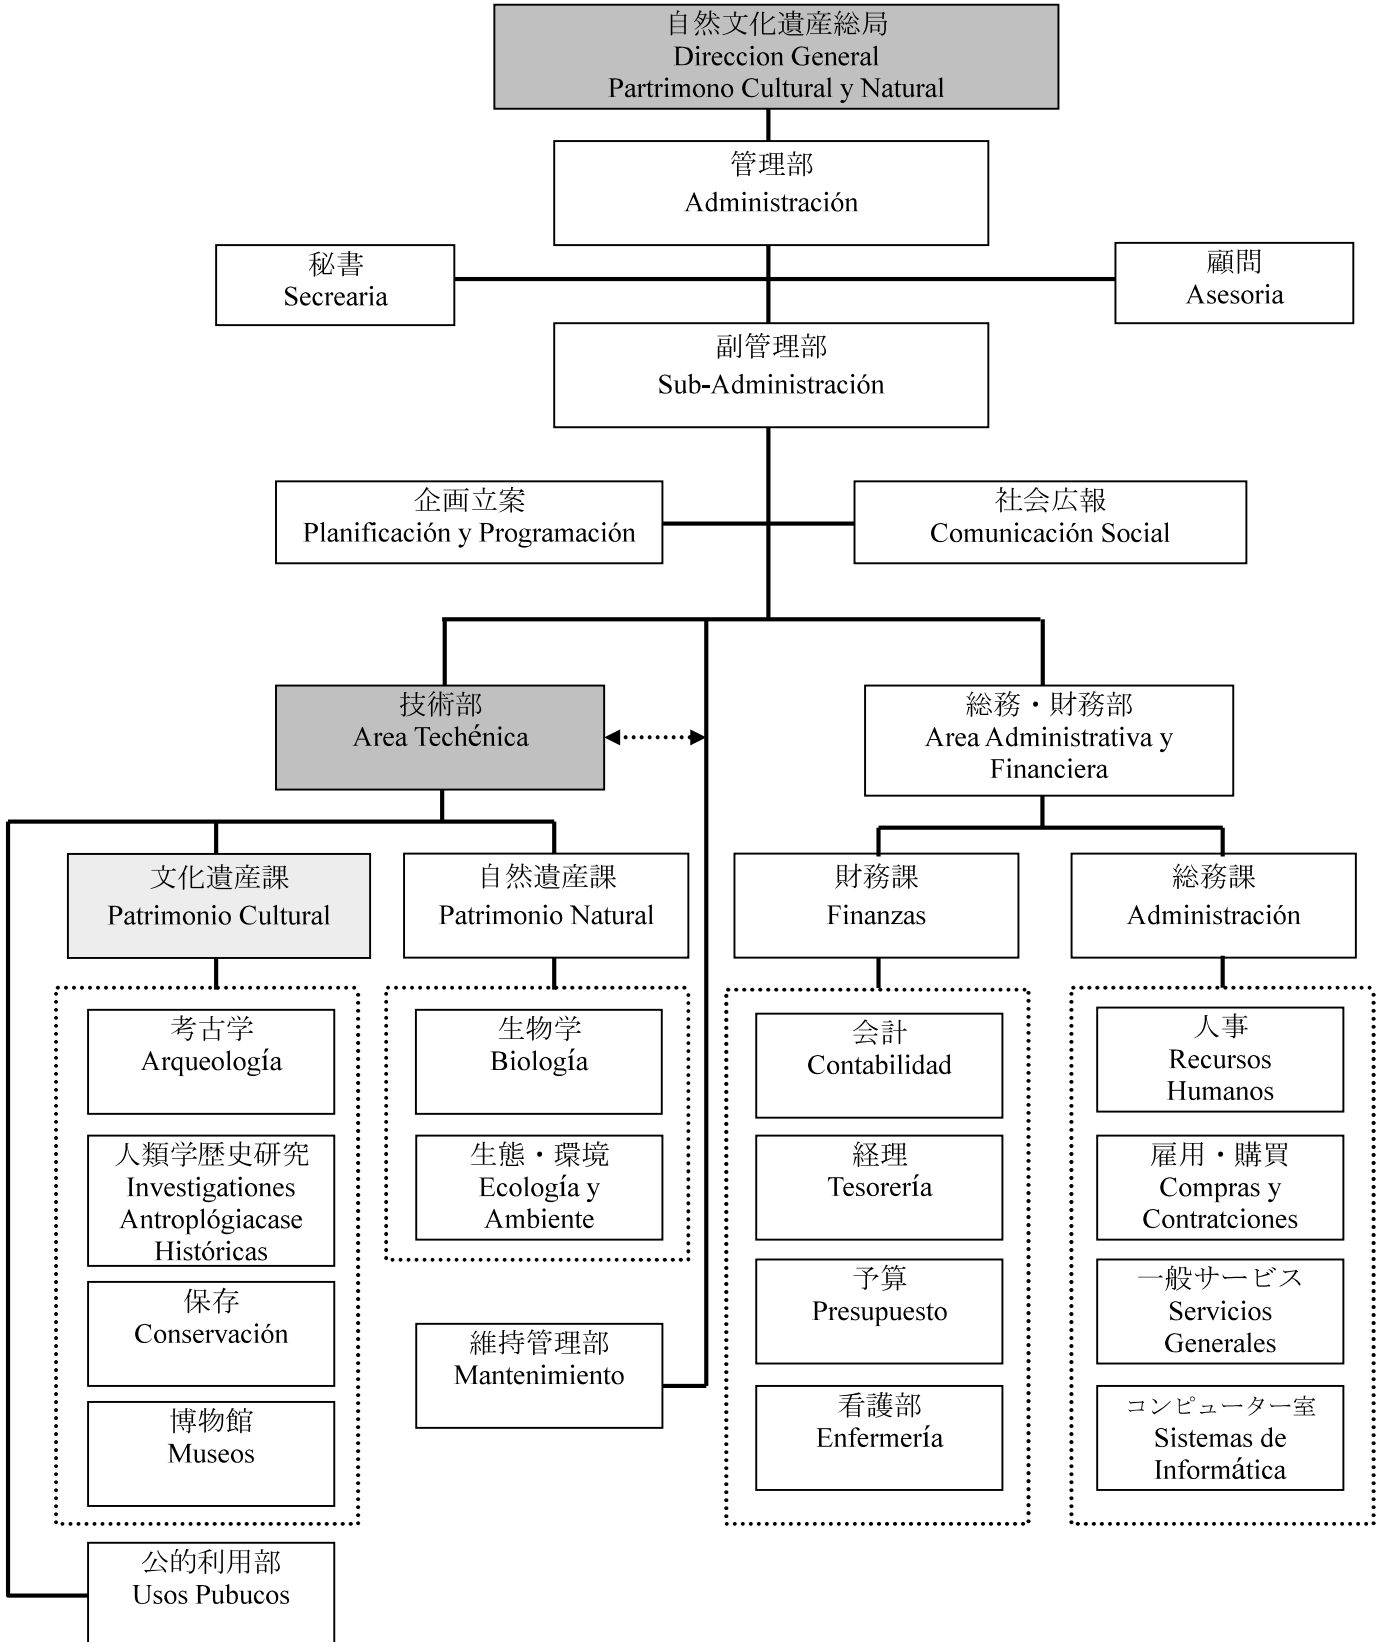 自然文化遺産総局
Direccion General
Partrimono Cultural y Natural
管理部
Administración
秘書
Secrearia
顧問
Asesoria
副管理部
Sub-Administración
企画立案
Planificación y Programación
社会広報
Comunicación Social
技術部
Area Techénica
総務・財務部
Area Administrativa y
Financiera
文化遺産課
Patrimonio Cultural
自然遺産課
Patrimonio Natural
財務課
Finanzas
総務課
Administración
考古学
Arqueología
人類学歴史研究
Investigationes
Antroplógiacase
Históricas
保存
Conservación
博物館
Museos
公的利用部
Usos Pubucos
生物学
Biología
生態・環境
Ecología y
Ambiente
維持管理部
Mantenimiento
会計
Contabilidad
経理
Tesorería
予算
Presupuesto
看護部
Enfermería
人事
Recursos
Humanos
雇用・購買
Compras y
Contratciones
一般サービス
Servicios
Generales
コンピューター室
Sistemas de
Informática